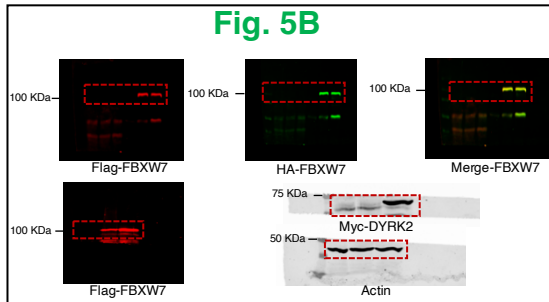 Fig. 5B
100 KDa
100 KDa
100 KDa
Flag-FBXW7
HA-FBXW7
Merge-FBXW7
100 KDa
75 KDa
Myc-DYRK2
50 KDa
Flag-FBXW7
Actin